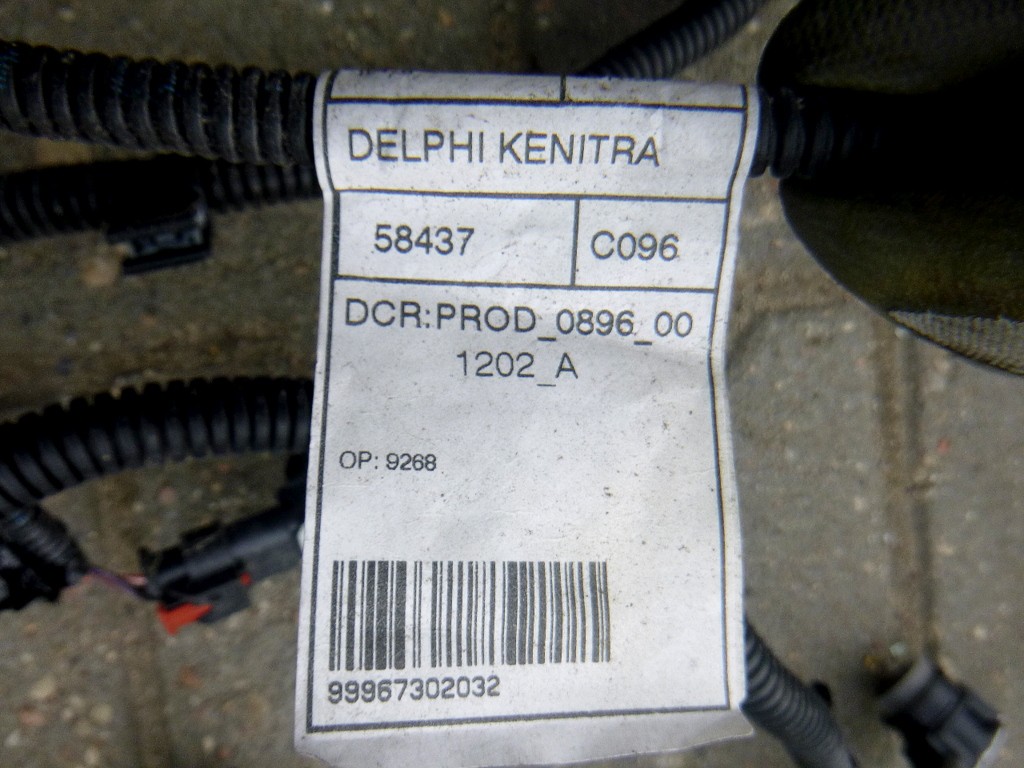 DELPHI KENITRA
58437 C096
DCR:PROD_0896_00
1202_A
OP: 9268
99967302032